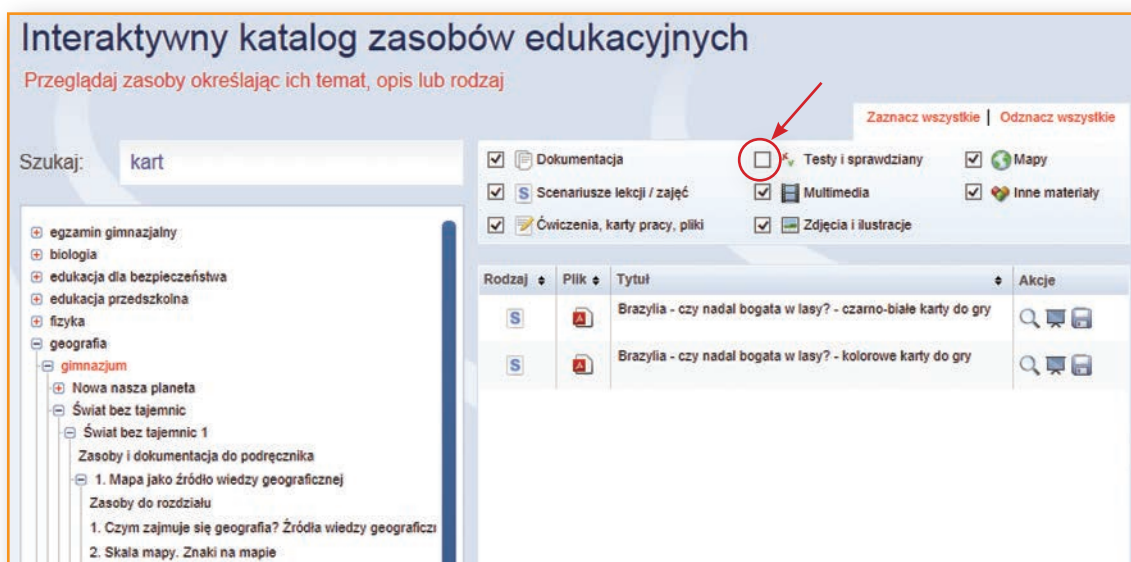 Interaktywny katalog zasobów edukacyjnych
Przeglądaj zasoby określając ich temat, opis lub rodzaj
Zaznacz wszystkie | Odznacz wszystkie
Szukaj: kart
Dokumentacja
Testy i sprawdziany
Mapy
S Scenariusze lekcji / zajęć
Multimedia
Inne materiały
Ćwiczenia, karty pracy, pliki
Zdjęcia i ilustracje
egzamin gimnazjalny
biologia
edukacja dla bezpieczeństwa
edukacja przedszkolna
fizyka
geografia
gimnazjum
Nowa nasza planeta
Świat bez tajemnic
Świat bez tajemnic 1
Zasoby i dokumentacja do podręcznika
1. Mapa jako źródło wiedzy geograficznej
Zasoby do rozdziału
1. Czym zajmuje się geografia? Źródła wiedzy geograficzn
2. Skala mapy. Znaki na mapie
Rodzaj Plik Tytuł Akcje
S Brazylia - czy nadal bogata w lasy? - czarno-białe karty do gry
S Brazylia - czy nadal bogata w lasy? - kolorowe karty do gry